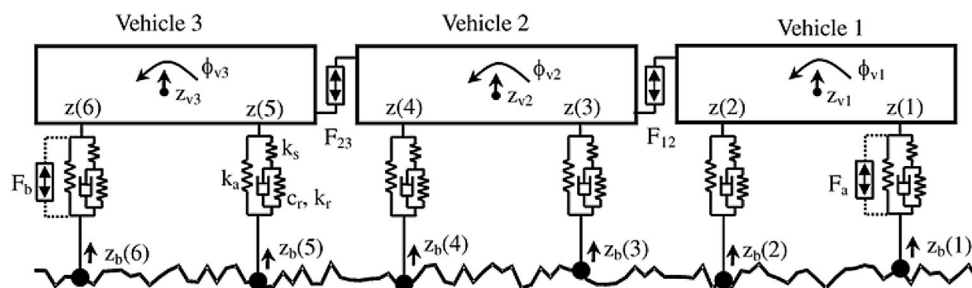 Vehicle 3 Vehicle 2 Vehicle 1
ϕv3 ϕv2 ϕv1
zv3 zv2 zv1
z(6) z(5) z(4) z(3) z(2) z(1)
F23 F12
ks
Fb ka Fa
cr, kr
zb(6) zb(5) zb(4) zb(3) zb(2) zb(1)